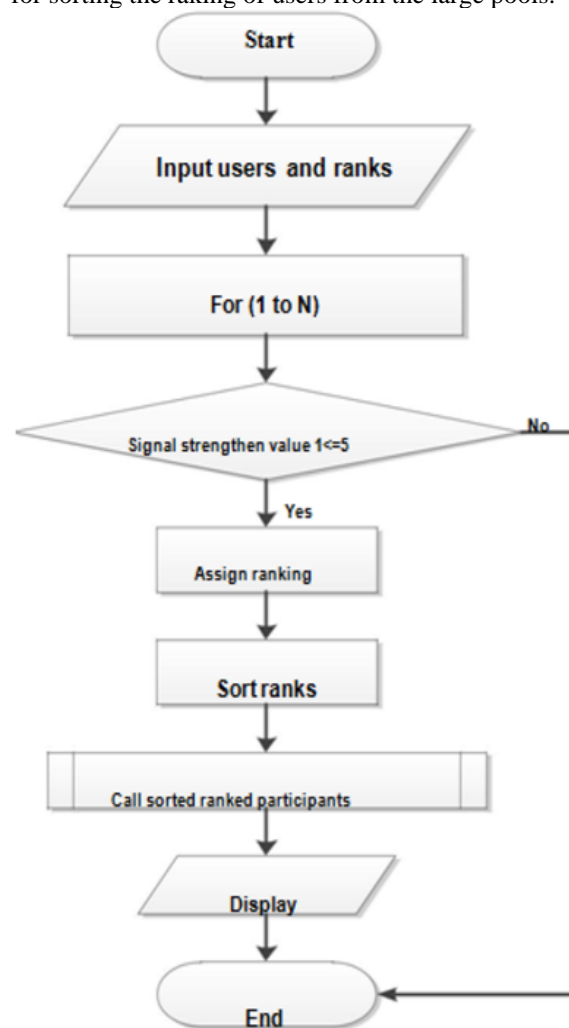 for sorting the raking of users from the large pools.
Start
Input users and ranks
For (1 to N)
Signal strengthen value 1<=5
No
Yes
Assign ranking
Sort ranks
Call sorted ranked participants
Display
End